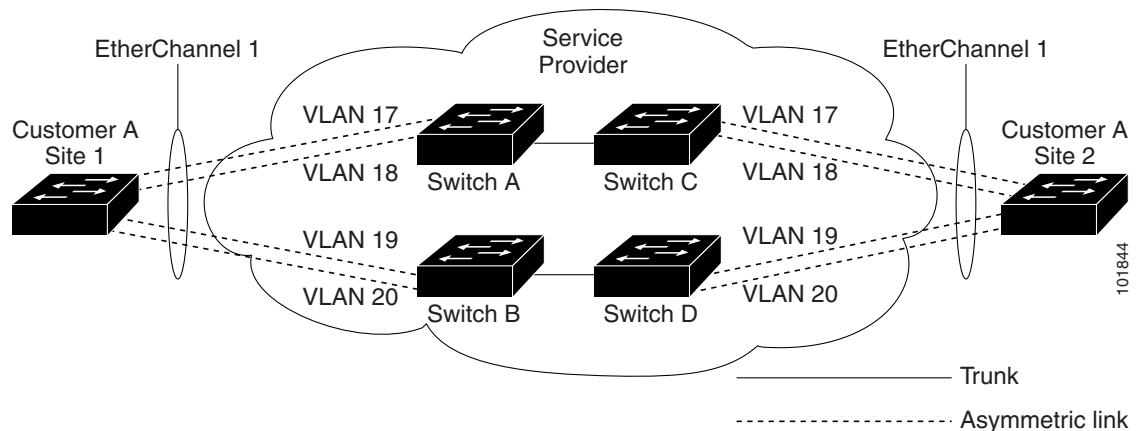 EtherChannel 1
Service
Provider
EtherChannel 1
Customer A
Site 1
VLAN 17
VLAN 18
Switch A
Switch C
VLAN 17
VLAN 18
Customer A
Site 2
VLAN 19
VLAN 20
Switch B
Switch D
VLAN 19
VLAN 20
101844
Trunk
Asymmetric link